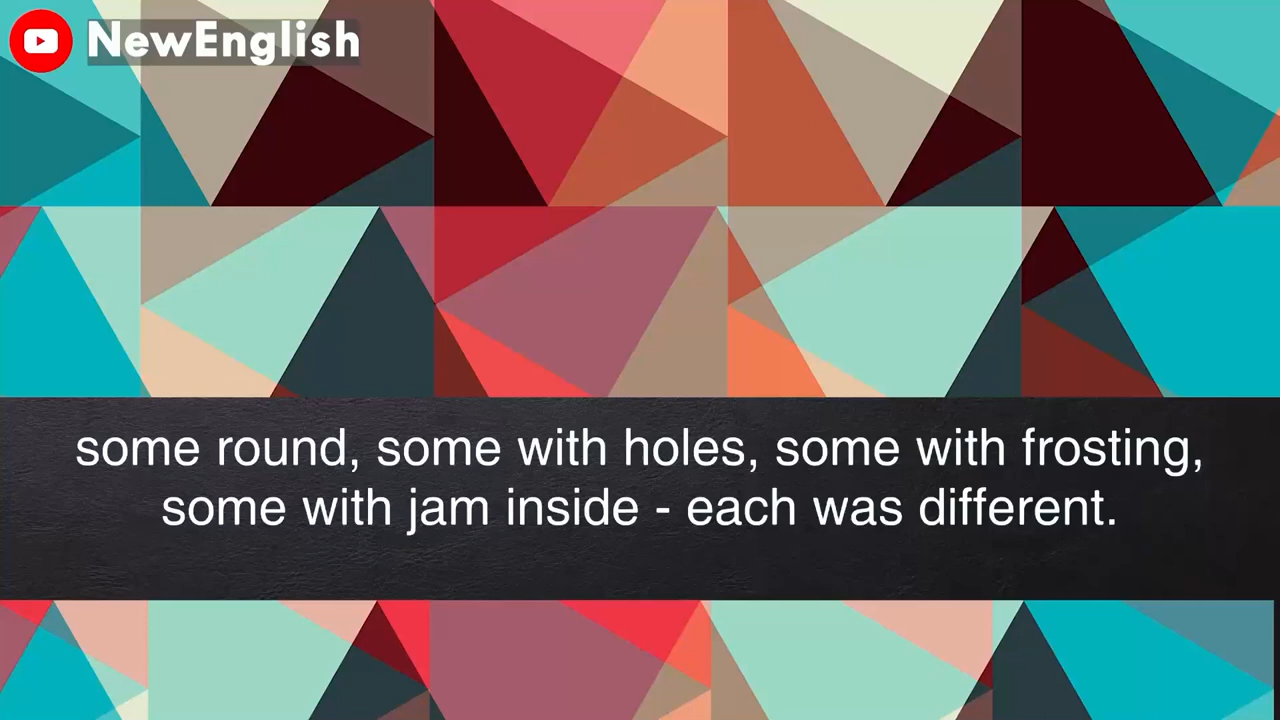 NewEnglish
some round, some with holes, some with frosting,
some with jam inside - each was different.